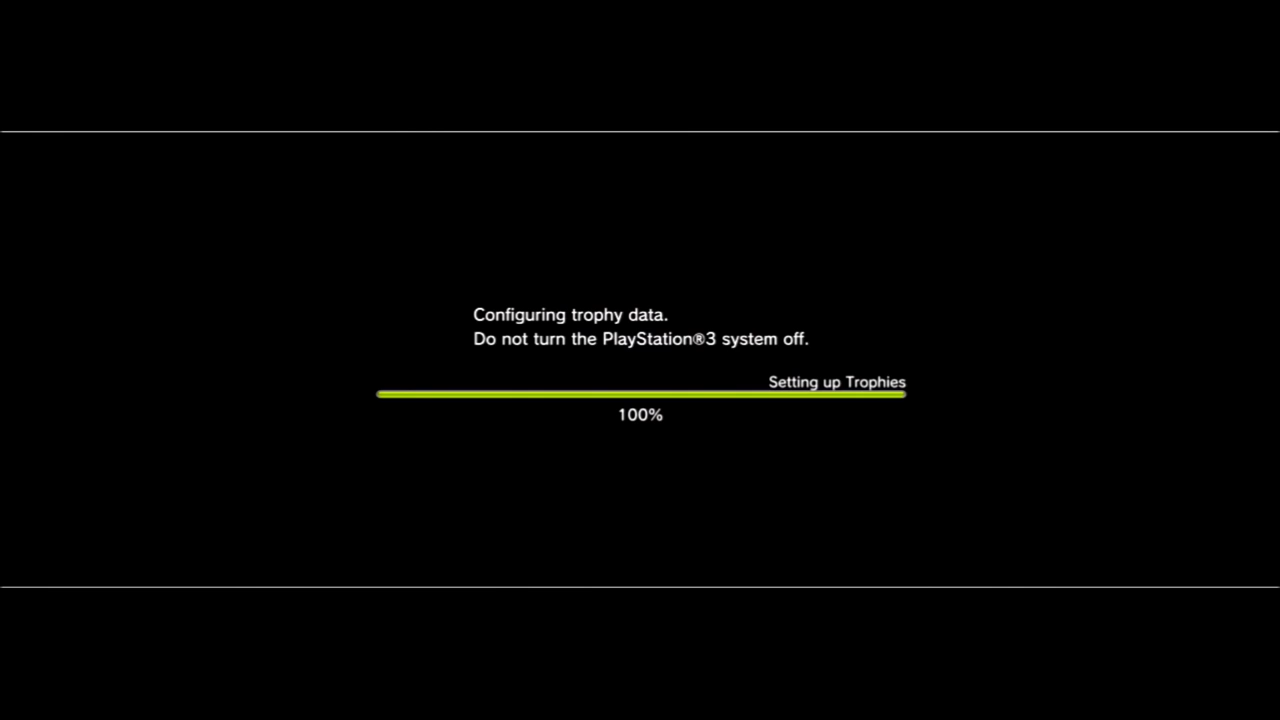 Configuring trophy data.
Do not turn the PlayStation®3 system off.
Setting up Trophies
100%